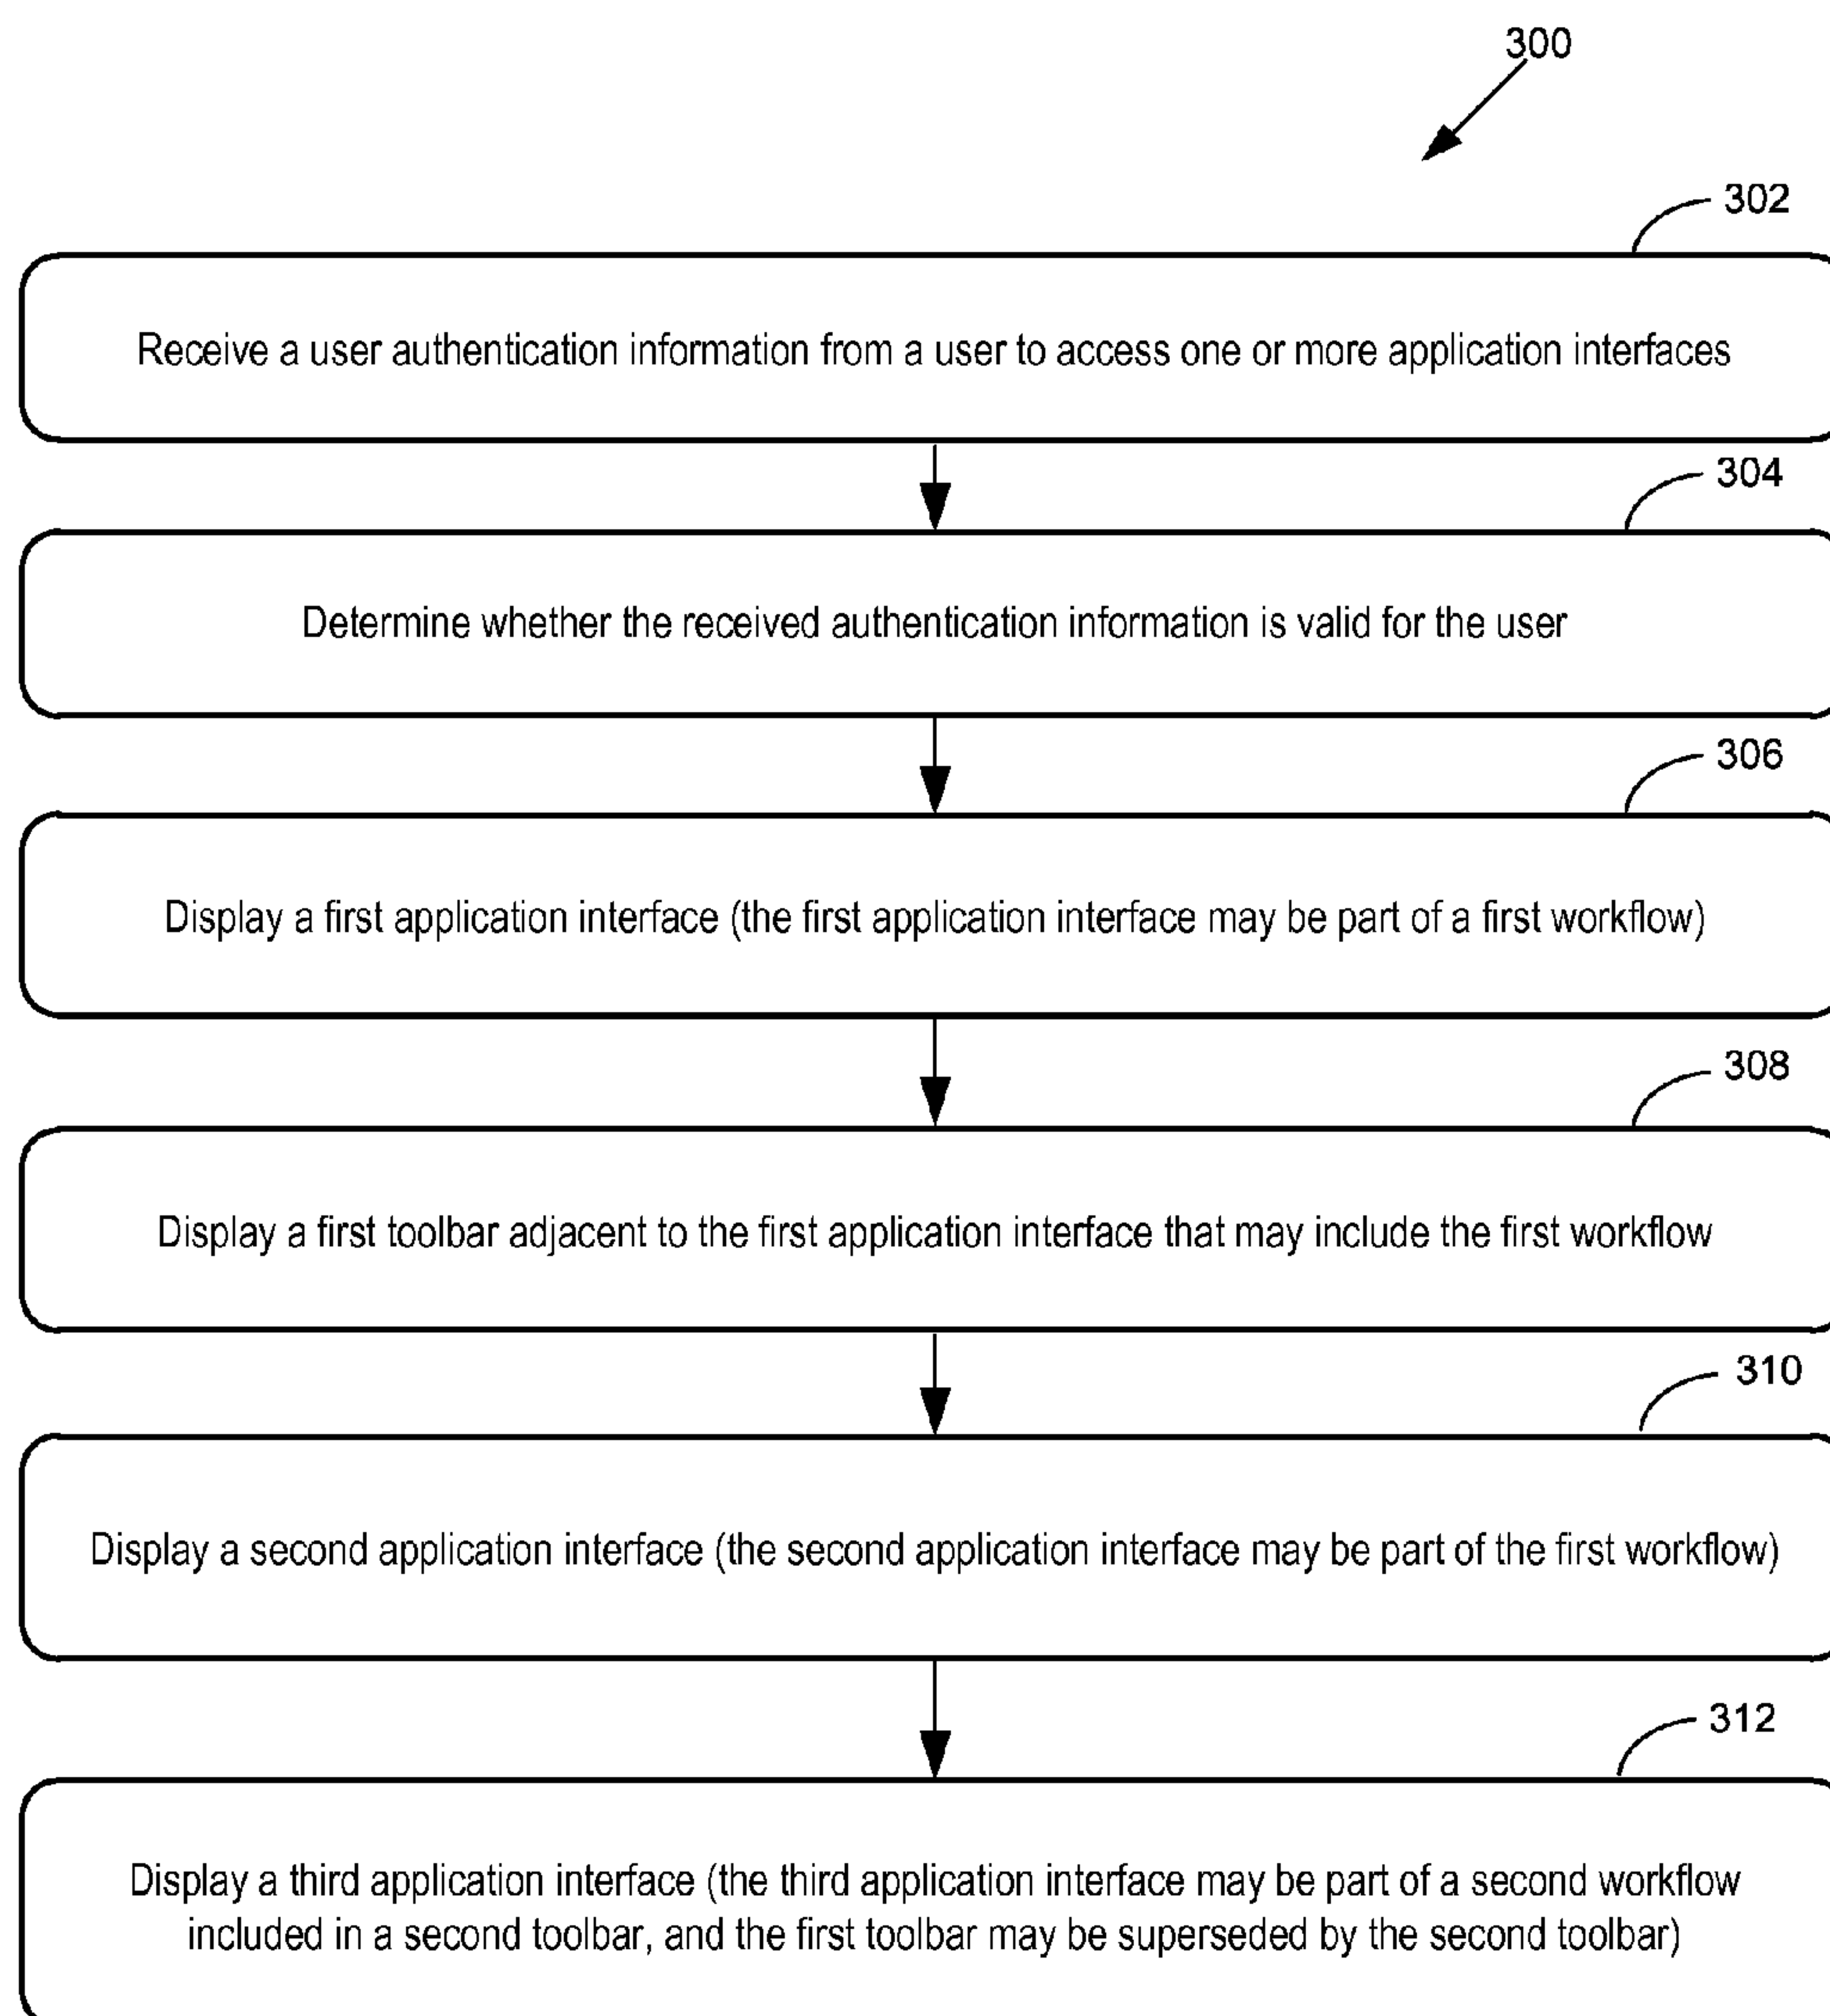 300
302
Receive a user authentication information from a user to access one or more application interfaces
304
Determine whether the received authentication information is valid for the user
306
Display a first application interface (the first application interface may be part of a first workflow)
308
Display a first toolbar adjacent to the first application interface that may include the first workflow
310
Display a second application interface (the second application interface may be part of the first workflow)
312
Display a third application interface (the third application interface may be part of a second workflow
included in a second toolbar, and the first toolbar may be superseded by the second toolbar)